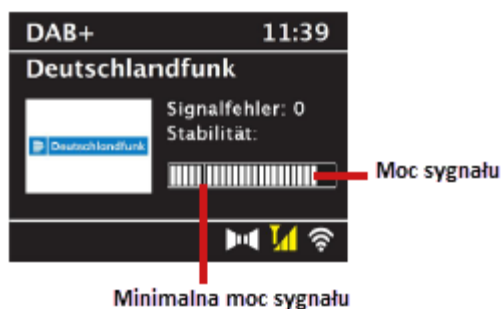 DAB+ 11:39
Deutschlandfunk
Signalfehler: 0
Stabilität:
Deutschlandfunk
Moc sygnału
Minimalna moc sygnału